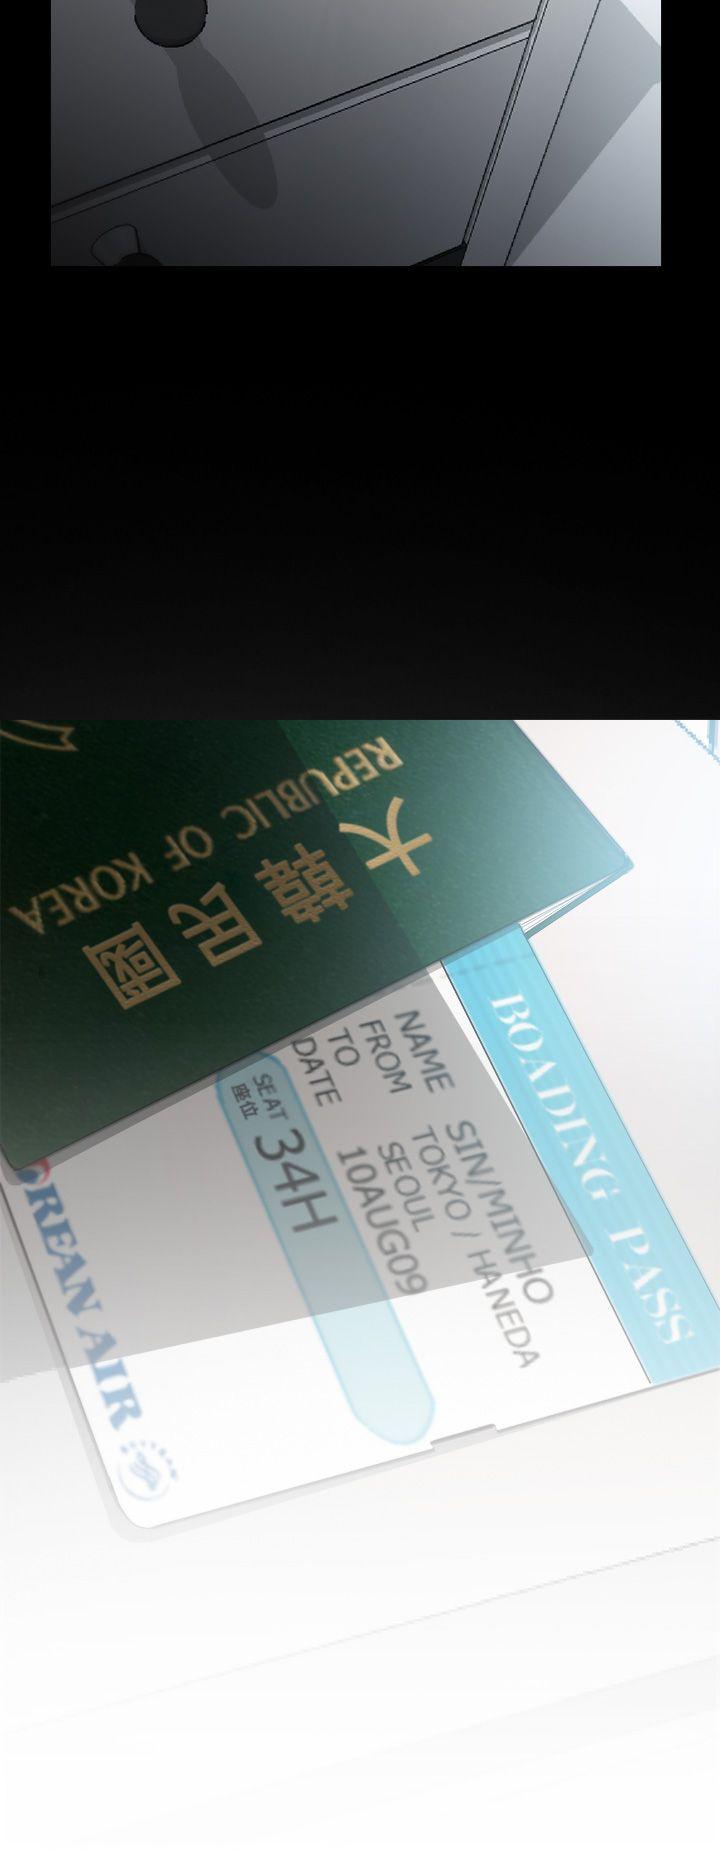 REPUBLIC OF KOREA
大韓民國
BOADING PASS
NAME SIN/MINHO
FROM TOKYO / HANEDA
TO SEOUL
DATE 10AUG09
SEAT 34H
座位
OREAN AIR